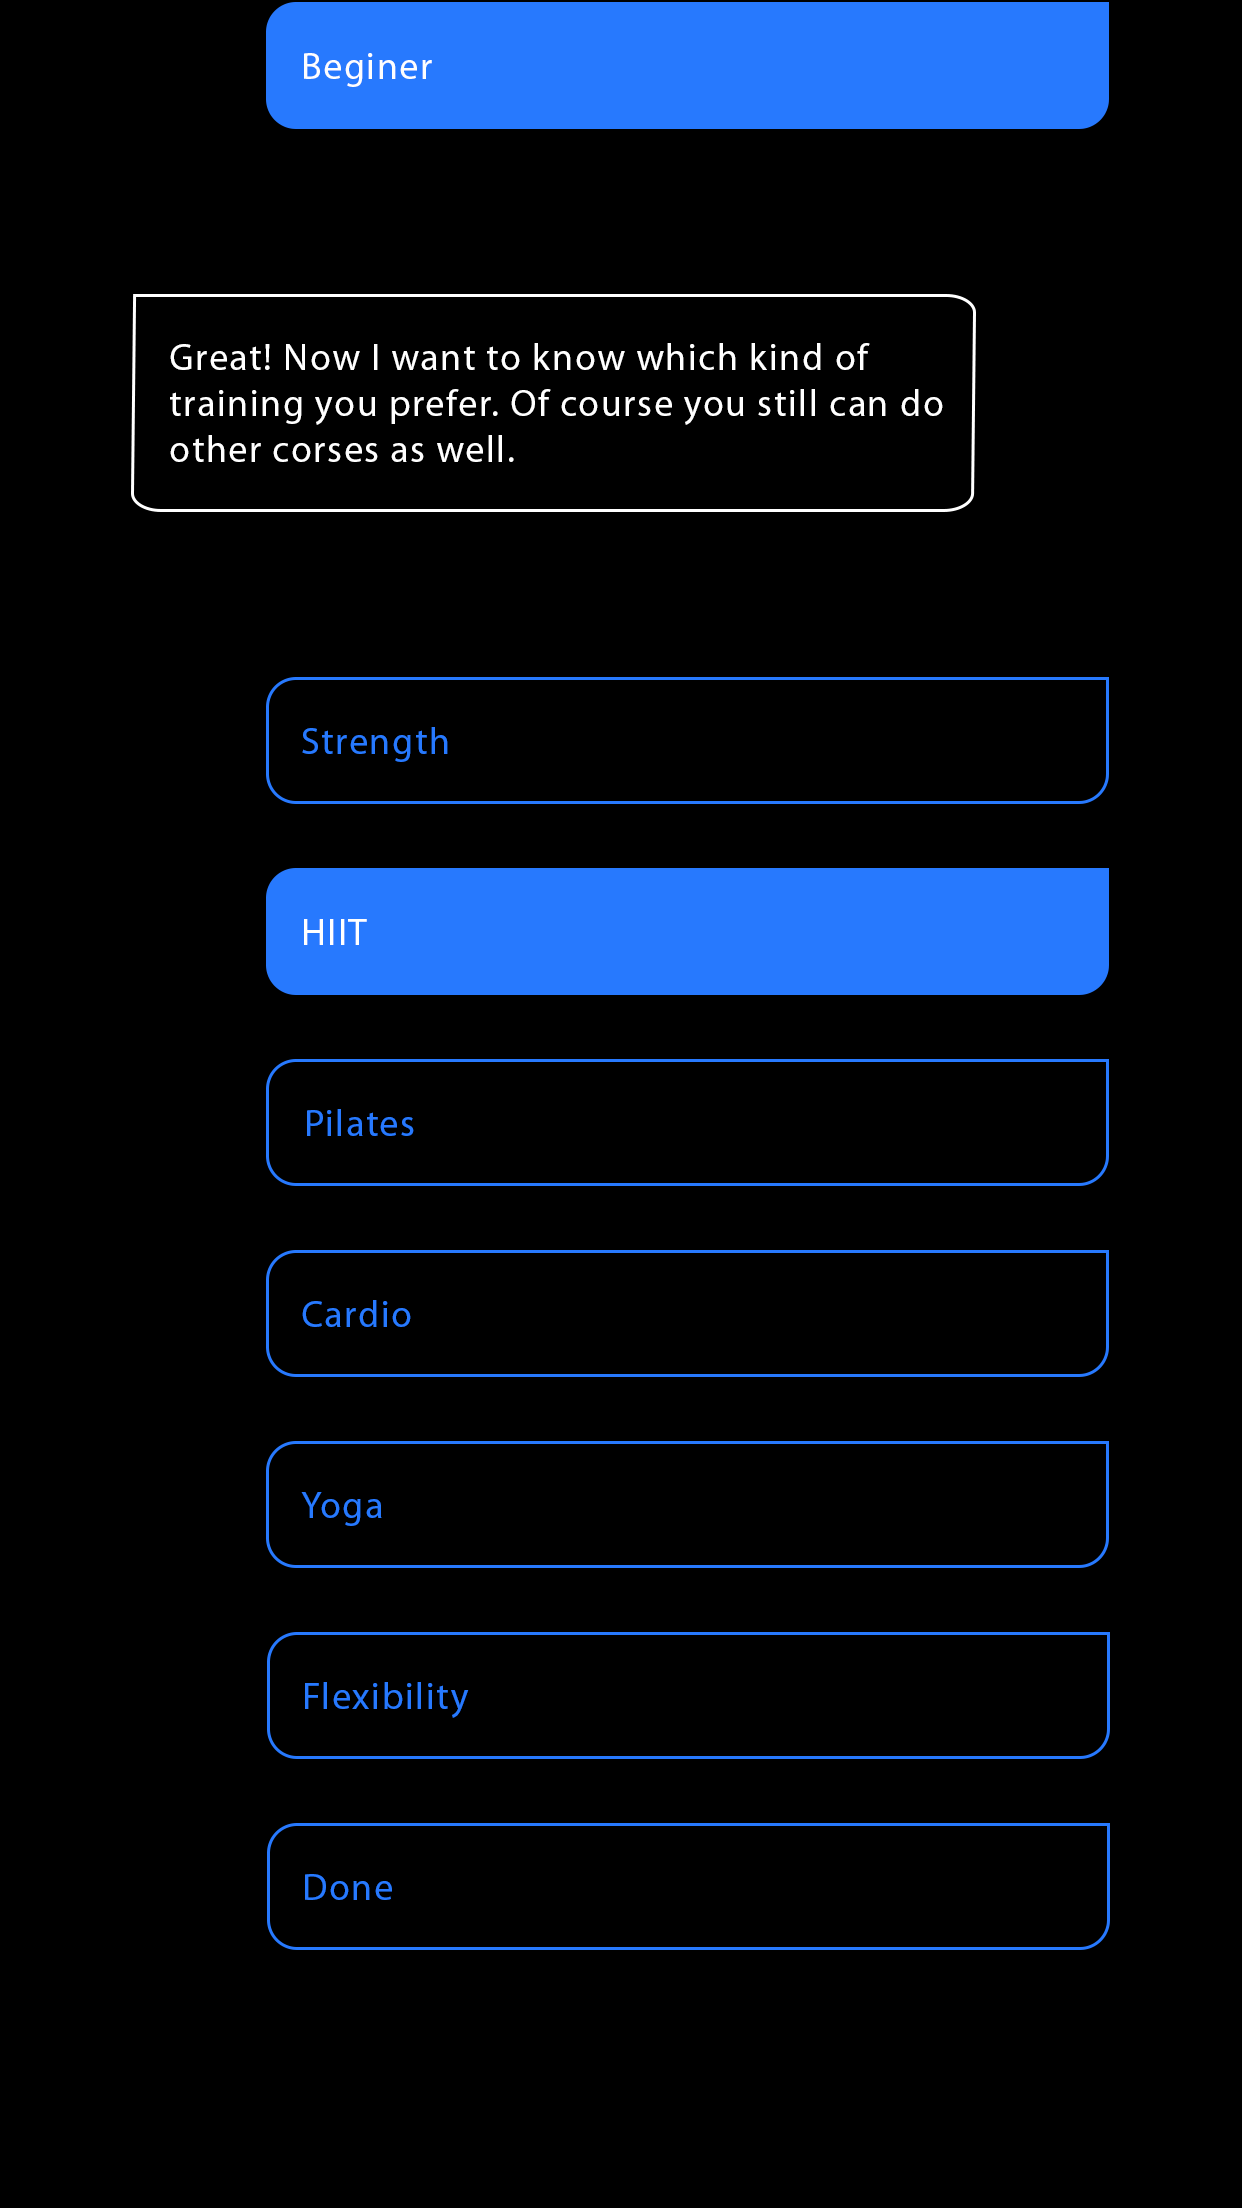 Beginer
Great! Now I want to know which kind of
training you prefer. Of course you still can do
other corses as well.
Strength
HIIT
Pilates
Cardio
Yoga
Flexibility
Done